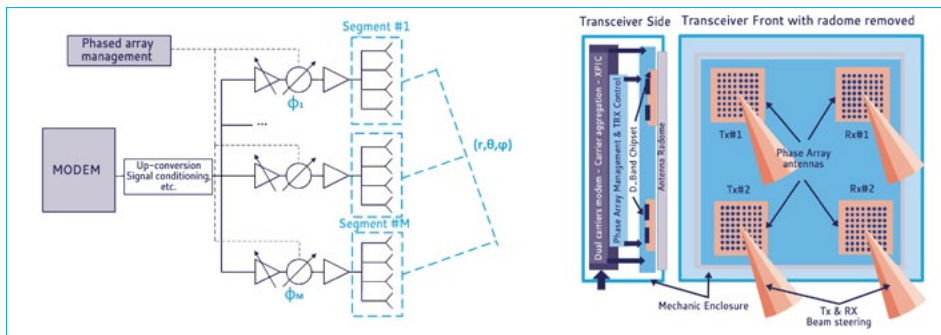 Phased array
management
MODEM
Up-conversion
Signal conditioning,
etc.
ϕ₁
...
ϕM
Segment #1
Segment #M
(r,θ,φ)
Transceiver Side
Dual carriers modem – Carrier aggregation – XPIC
Phase Array Management & TRX Control
D_Band Chipset
Antenna Radome
Transceiver Front with radome removed
Tx#1
Rx#1
Phase Array
antennas
Tx#2
Rx#2
Mechanic Enclosure
Tx & RX
Beam steering